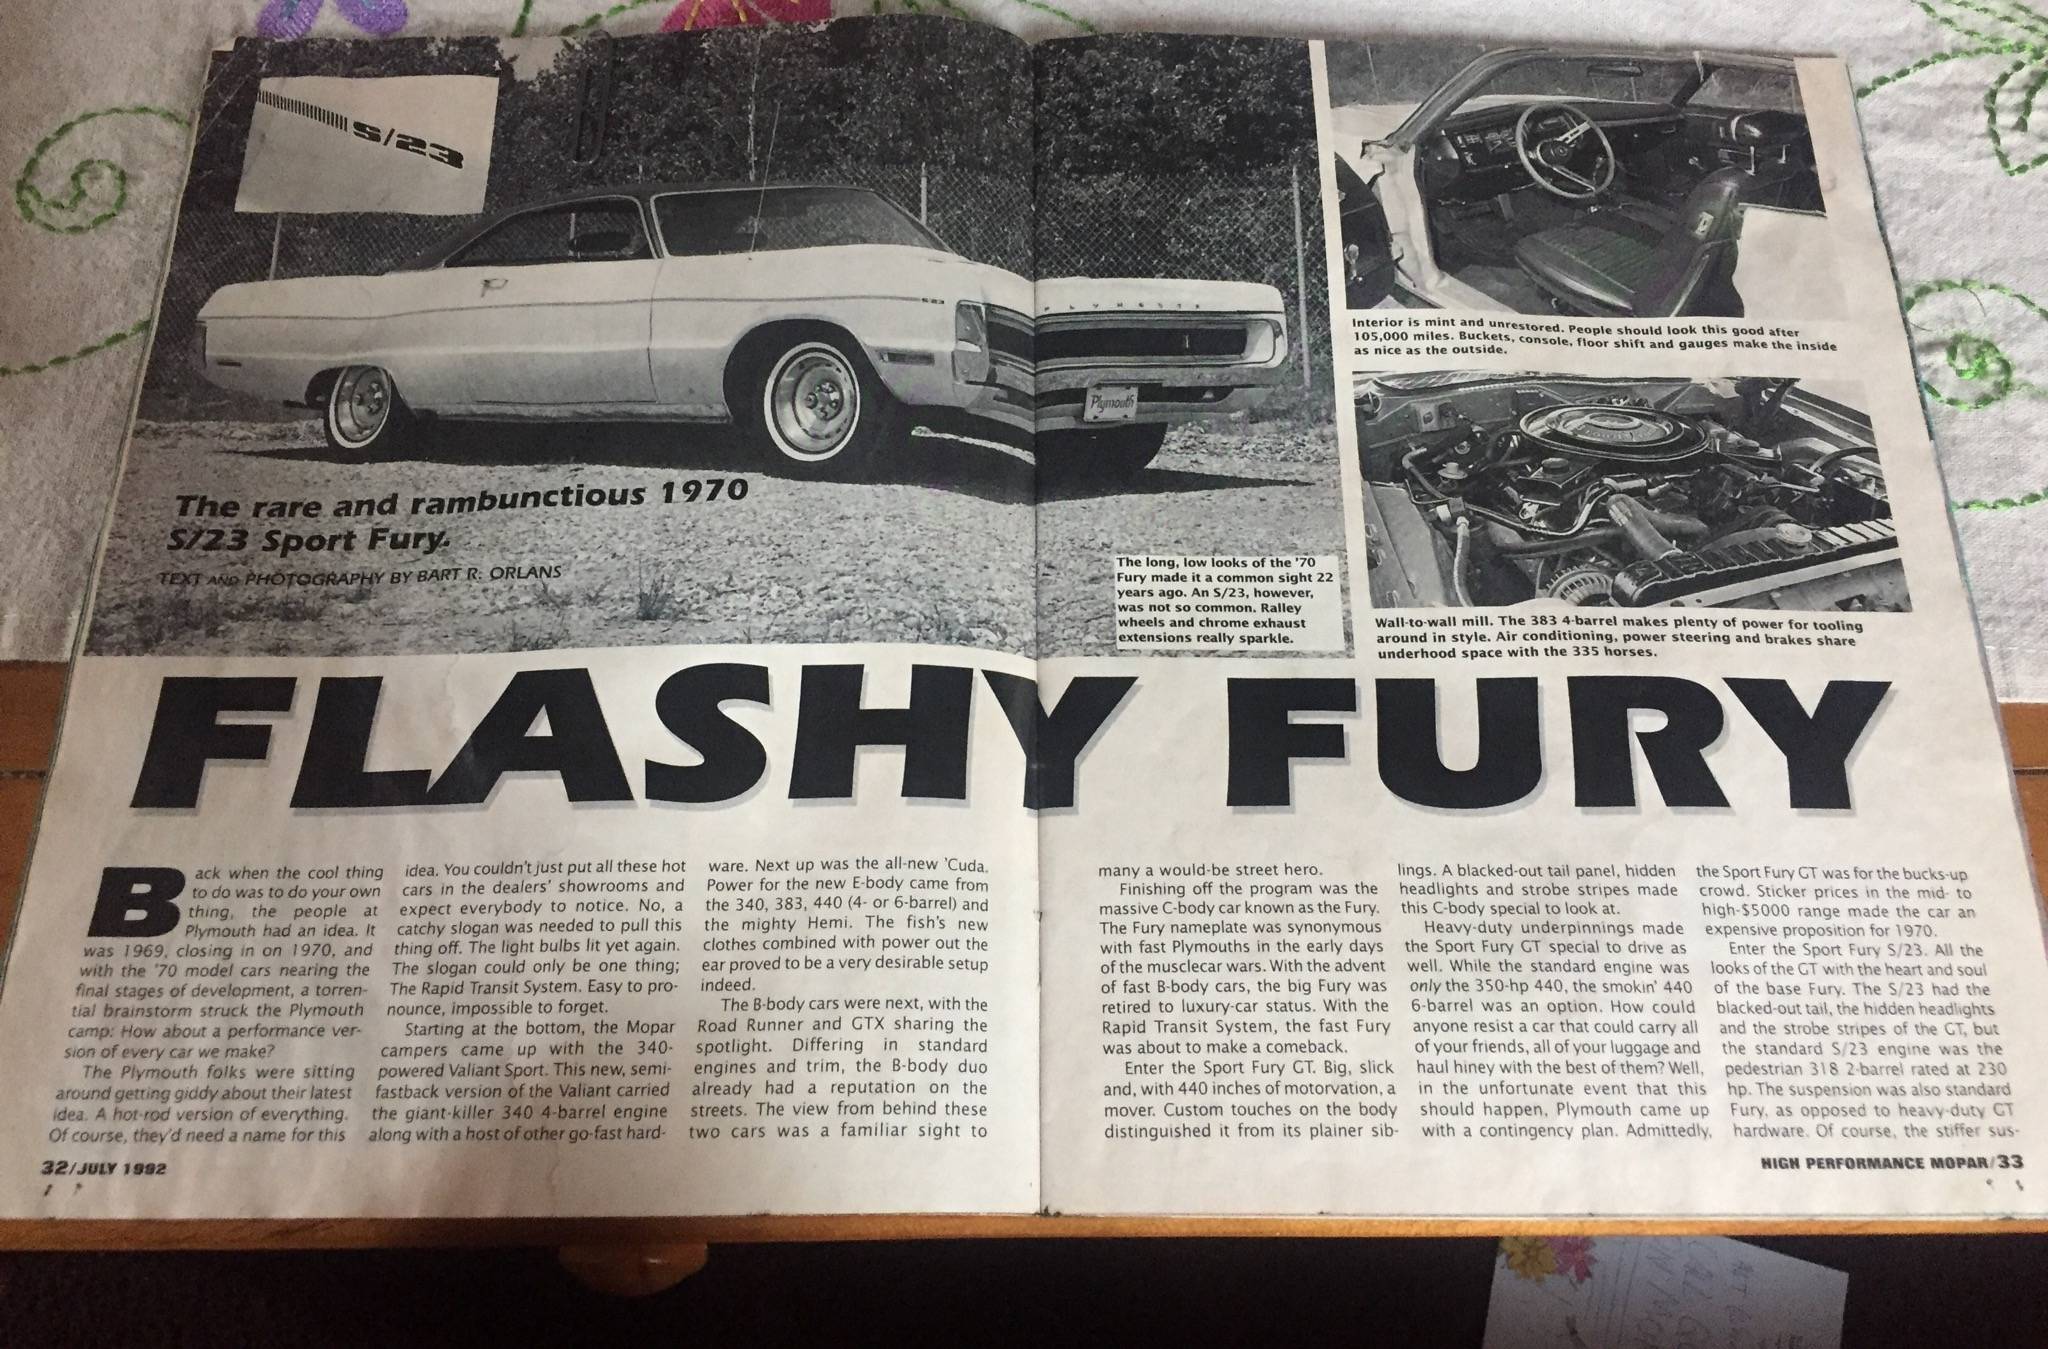 S/23
PLYMOUTH
Plymouth
The rare and rambunctious 1970
S/23 Sport Fury.
TEXT AND PHOTOGRAPHY BY BART R. ORLANS
The long, low looks of the '70
Fury made it a common sight 22
years ago. An S/23, however,
was not so common. Ralley
wheels and chrome exhaust
extensions really sparkle.
Interior is mint and unrestored. People should look this good after
105,000 miles. Buckets, console, floor shift and gauges make the inside
as nice as the outside.
Wall-to-wall mill. The 383 4-barrel makes plenty of power for tooling
around in style. Air conditioning, power steering and brakes share
underhood space with the 335 horses.
FLASHY FURY
Back when the cool thing
to do was to do your own
thing, the people at
Plymouth had an idea. It
was 1969, closing in on 1970, and
with the '70 model cars nearing the
final stages of development, a torren-
tial brainstorm struck the Plymouth
camp: How about a performance ver-
sion of every car we make?
The Plymouth folks were sitting
around getting giddy about their latest
idea. A hot-rod version of everything.
Of course, they'd need a name for this
idea. You couldn't just put all these hot
cars in the dealers' showrooms and
expect everybody to notice. No, a
catchy slogan was needed to pull this
thing off. The light bulbs lit yet again.
The slogan could only be one thing;
The Rapid Transit System. Easy to pro-
nounce, impossible to forget.
Starting at the bottom, the Mopar
campers came up with the 340-
powered Valiant Sport. This new, semi-
fastback version of the Valiant carried
the giant-killer 340 4-barrel engine
along with a host of other go-fast hard-
ware. Next up was the all-new 'Cuda.
Power for the new E-body came from
the 340, 383, 440 (4- or 6-barrel) and
the mighty Hemi. The fish's new
clothes combined with power out the
ear proved to be a very desirable setup
indeed.
The B-body cars were next, with the
Road Runner and GTX sharing the
spotlight. Differing in standard
engines and trim, the B-body duo
already had a reputation on the
streets. The view from behind these
two cars was a familiar sight to
many a would-be street hero.
Finishing off the program was the
massive C-body car known as the Fury.
The Fury nameplate was synonymous
with fast Plymouths in the early days
of the musclecar wars. With the advent
of fast B-body cars, the big Fury was
retired to luxury-car status. With the
Rapid Transit System, the fast Fury
was about to make a comeback.
Enter the Sport Fury GT. Big, slick
and, with 440 inches of motorvation, a
mover. Custom touches on the body
distinguished it from its plainer sib-
lings. A blacked-out tail panel, hidden
headlights and strobe stripes made
this C-body special to look at.
Heavy-duty underpinnings made
the Sport Fury GT special to drive as
well. While the standard engine was
only the 350-hp 440, the smokin' 440
6-barrel was an option. How could
anyone resist a car that could carry all
of your friends, all of your luggage and
haul hiney with the best of them? Well,
in the unfortunate event that this
should happen, Plymouth came up
with a contingency plan. Admittedly,
the Sport Fury GT was for the bucks-up
crowd. Sticker prices in the mid- to
high-$5000 range made the car an
expensive proposition for 1970.
Enter the Sport Fury S/23. All the
looks of the GT with the heart and soul
of the base Fury. The S/23 had the
blacked-out tail, the hidden headlights
and the strobe stripes of the GT, but
the standard S/23 engine was the
pedestrian 318 2-barrel rated at 230
hp. The suspension was also standard
Fury, as opposed to heavy-duty GT
hardware. Of course, the stiffer sus-
32/JULY 1992
HIGH PERFORMANCE MOPAR/33